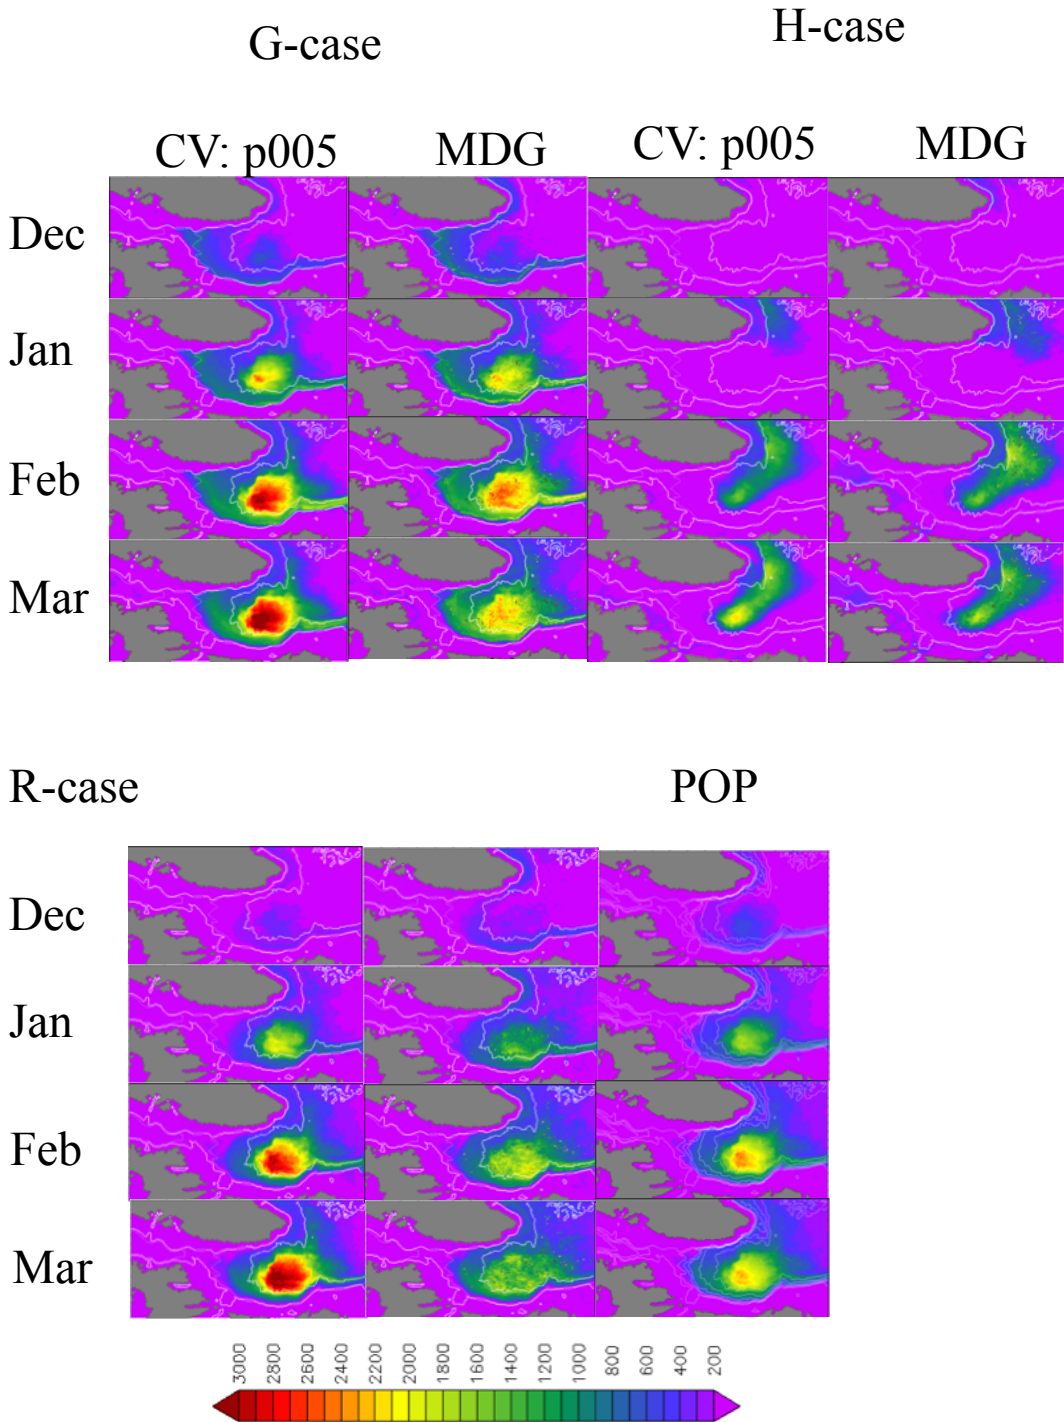 G-case H-case
CV: p005 MDG CV: p005 MDG
Dec
Jan
Feb
Mar
R-case POP
Dec
Jan
Feb
Mar
3000 2800 2600 2400 2200 2000 1800 1600 1400 1200 1000 800 600 400 200